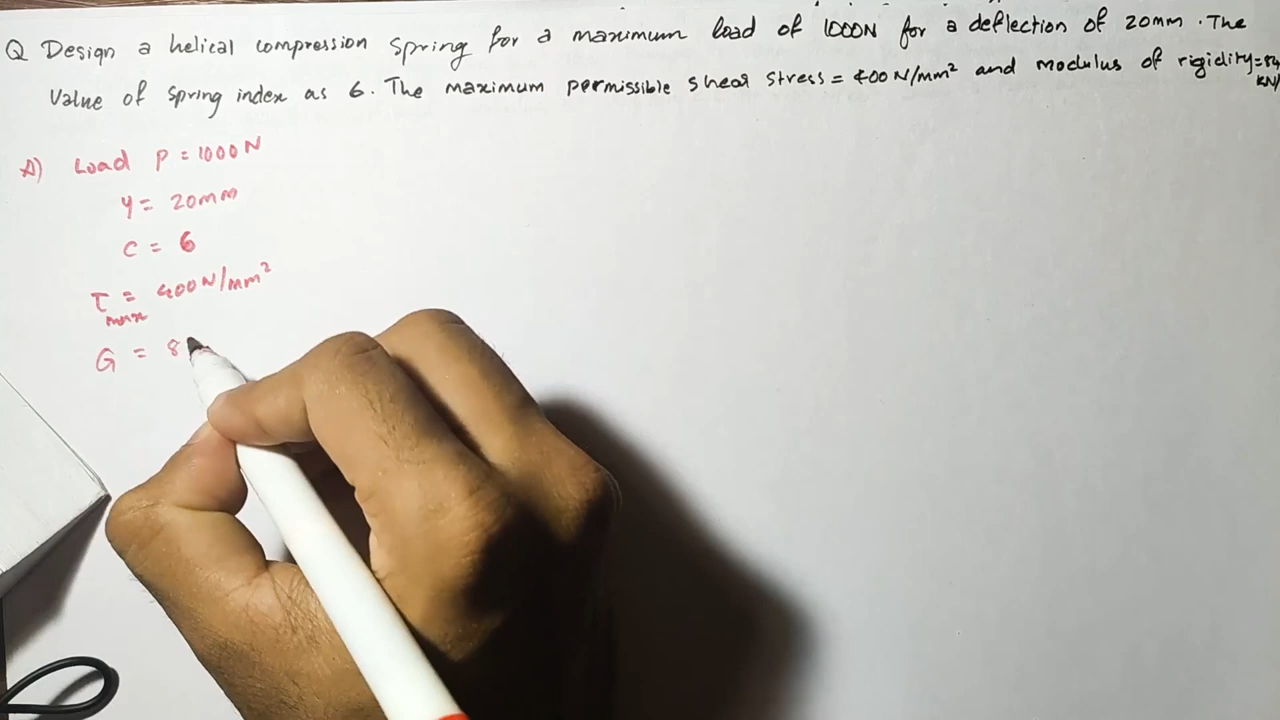 Q Design a helical compression spring for a maximum load of 1000N for a deflection of 20mm. The
Value of spring index as 6. The maximum permissible shear stress = 400 N/mm² and modulus of rigidity = 84
kN/
A) Load P = 1000N
y = 20mm
C = 6
τmax = 400N/mm²
G = 8